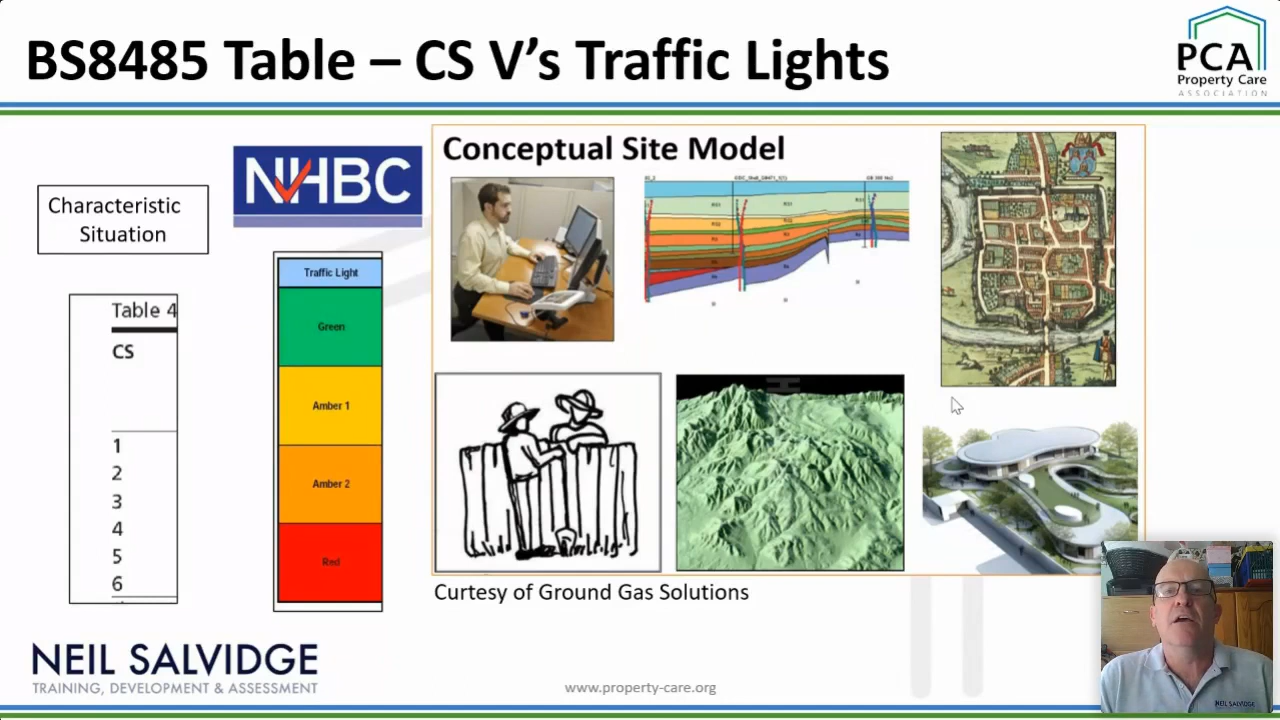 BS8485 Table – CS V's Traffic Lights
PCA
Property Care
ASSOCIATION
Characteristic
Situation
NHBC
Conceptual Site Model
Table 4
CS
1
2
3
4
5
6
Traffic Light
Green
Amber 1
Amber 2
Red
Curtesy of Ground Gas Solutions
NEIL SALVIDGE
TRAINING, DEVELOPMENT & ASSESSMENT
www.property-care.org
NEIL SALVIDGE